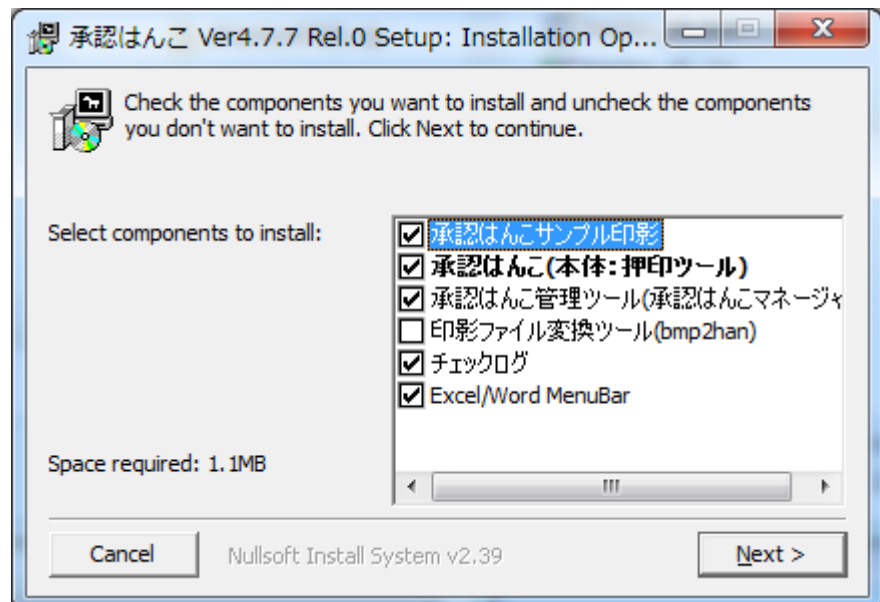 承認はんこ Ver4.7.7 Rel.0 Setup: Installation Op...
Check the components you want to install and uncheck the components
you don't want to install. Click Next to continue.
Select components to install:
承認はんこサンプル印影
承認はんこ(本体:押印ツール)
承認はんこ管理ツール(承認はんこマネージャ
印影ファイル変換ツール(bmp2han)
チェックログ
Excel/Word MenuBar
Space required: 1.1MB
Cancel
Nullsoft Install System v2.39
Next >